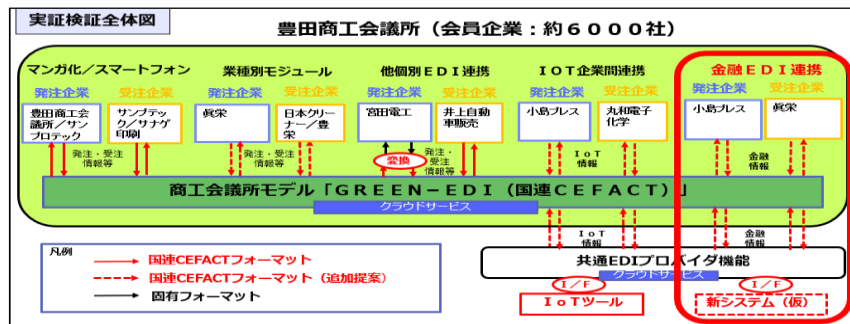 実証検証全体図
豊田商工会議所（会員企業：約６０００社）
マンガ化／スマートフォン
発注企業
受注企業
豊田商工会
議所／サン
プロテック
サンプテッ
ク／サナゲ
印刷
発注・受注
情報等
業種別モジュール
発注企業
受注企業
眞栄
日本クリー
ナー／豊
栄
発注・受注
情報等
他個別ＥＤＩ連携
発注企業
受注企業
宮田電工
井上自動
車販売
変換
発注・
受注
情報等
ＩＯＴ企業間連携
発注企業
受注企業
小島プレス
丸和電子
化学
ＩｏＴ
情報
金融ＥＤＩ連携
発注企業
受注企業
小島プレス
眞栄
金融
情報
商工会議所モデル「ＧＲＥＥＮ－ＥＤＩ（国連ＣＥＦＡＣＴ）」
クラウドサービス
ＩｏＴ
情報
金融
情報
凡例
国連CEFACTフォーマット
国連CEFACTフォーマット（追加提案）
固有フォーマット
共通EDIプロバイダ機能
クラウドサービス
Ｉ／Ｆ
Ｉ／Ｆ
ＩｏＴツール
新システム（仮）